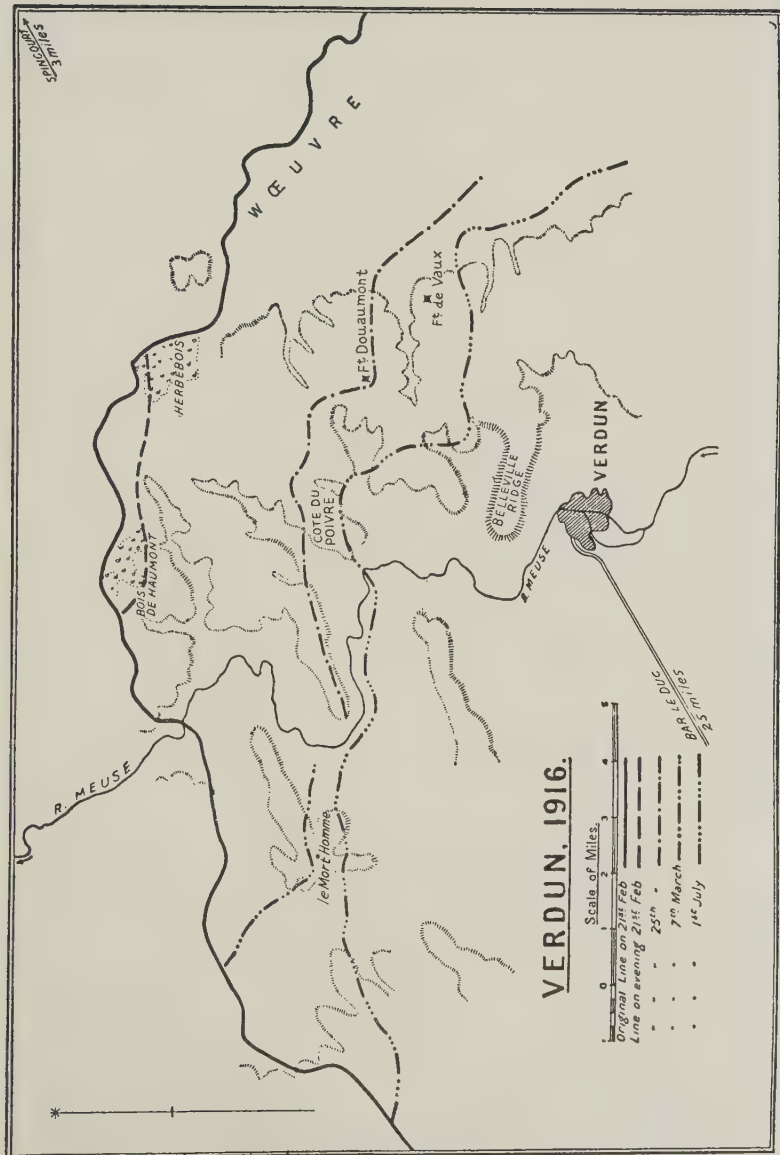 SPINCOURT
3 miles
R. MEUSE
WŒUVRE
BOIS
DE HAUMONT
HERBEBOIS
le Mort Homme
COTE DU
POIVRE
Ft Douaumont
Ft de Vaux
BELLEVILLE
RIDGE
R. MEUSE
VERDUN
BAR LE DUC
25 miles
VERDUN, 1916.
Scale of Miles.
1 0 1 2 3 4 5
Original Line on 21st Feb
Line on evening 21st Feb
" " " 25th "
" " " 7th March
" " " 1st July